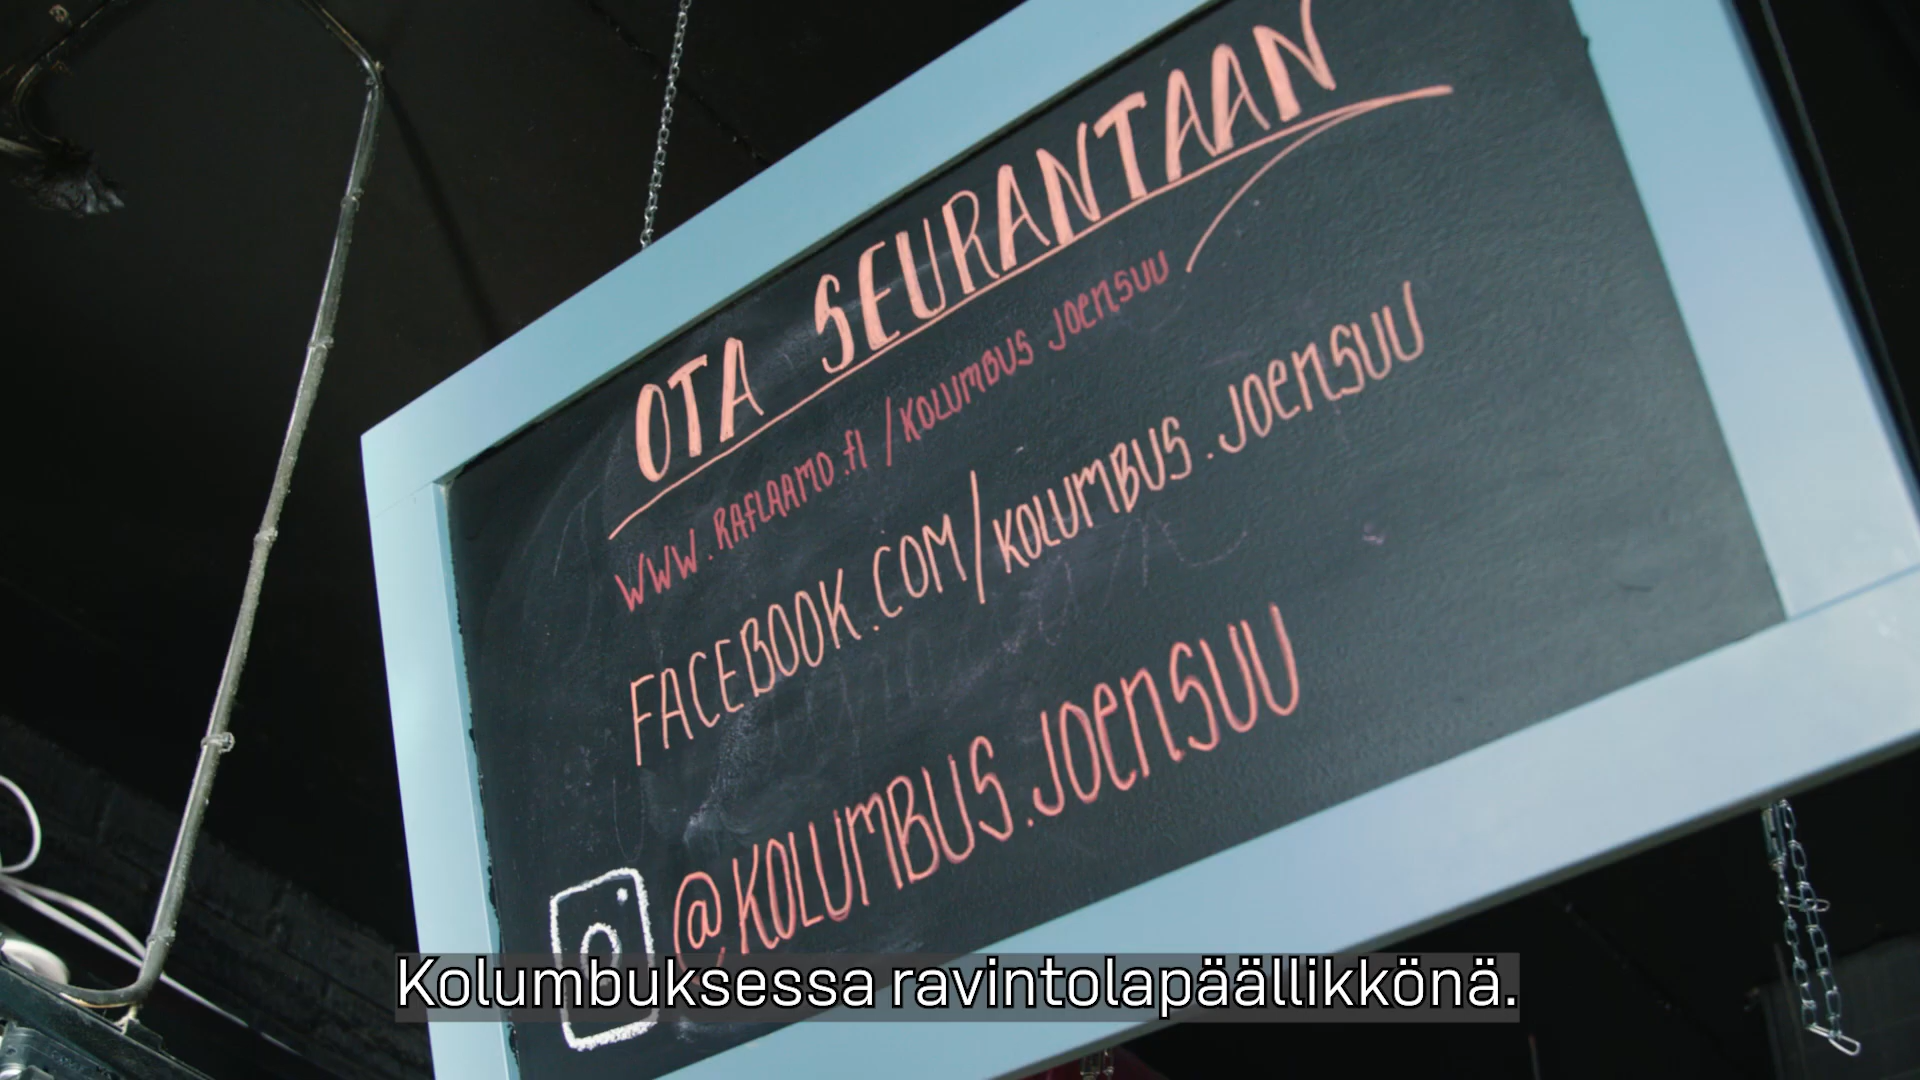 OTA SEURANTAAN
WWW.RAFLAAMO.fI/KOLUMBUS JOENSUU
FACEBOOK.COM/KOLUMBUS.JOENSUU
@KOLUMBUS.JOENSUU
Kolumbuksessa ravintolapäällikkönä.